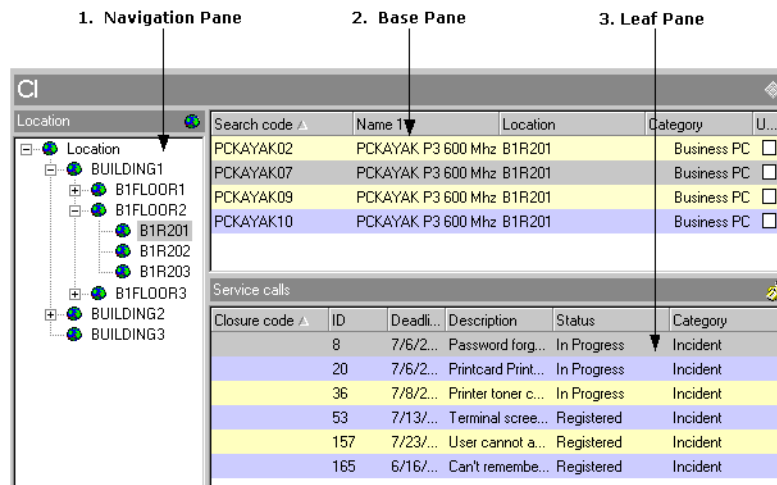 1. Navigation Pane 2. Base Pane 3. Leaf Pane
CI
Location
Location
BUILDING1
B1FLOOR1
B1FLOOR2
B1R201
B1R202
B1R203
B1FLOOR3
BUILDING2
BUILDING3
Search code Name 1 Location Category U...
PCKAYAK02 PCKAYAK P3 600 Mhz B1R201 Business PC
PCKAYAK07 PCKAYAK P3 600 Mhz B1R201 Business PC
PCKAYAK09 PCKAYAK P3 600 Mhz B1R201 Business PC
PCKAYAK10 PCKAYAK P3 600 Mhz B1R201 Business PC
Service calls
Closure code ID Deadli... Description Status Category
8 7/6/2... Password forg... In Progress Incident
20 7/6/2... Printcard Print... In Progress Incident
36 7/8/2... Printer toner c... In Progress Incident
53 7/13/... Terminal scree... Registered Incident
157 7/23/... User cannot a... Registered Incident
165 6/16/... Can't remembe... Registered Incident